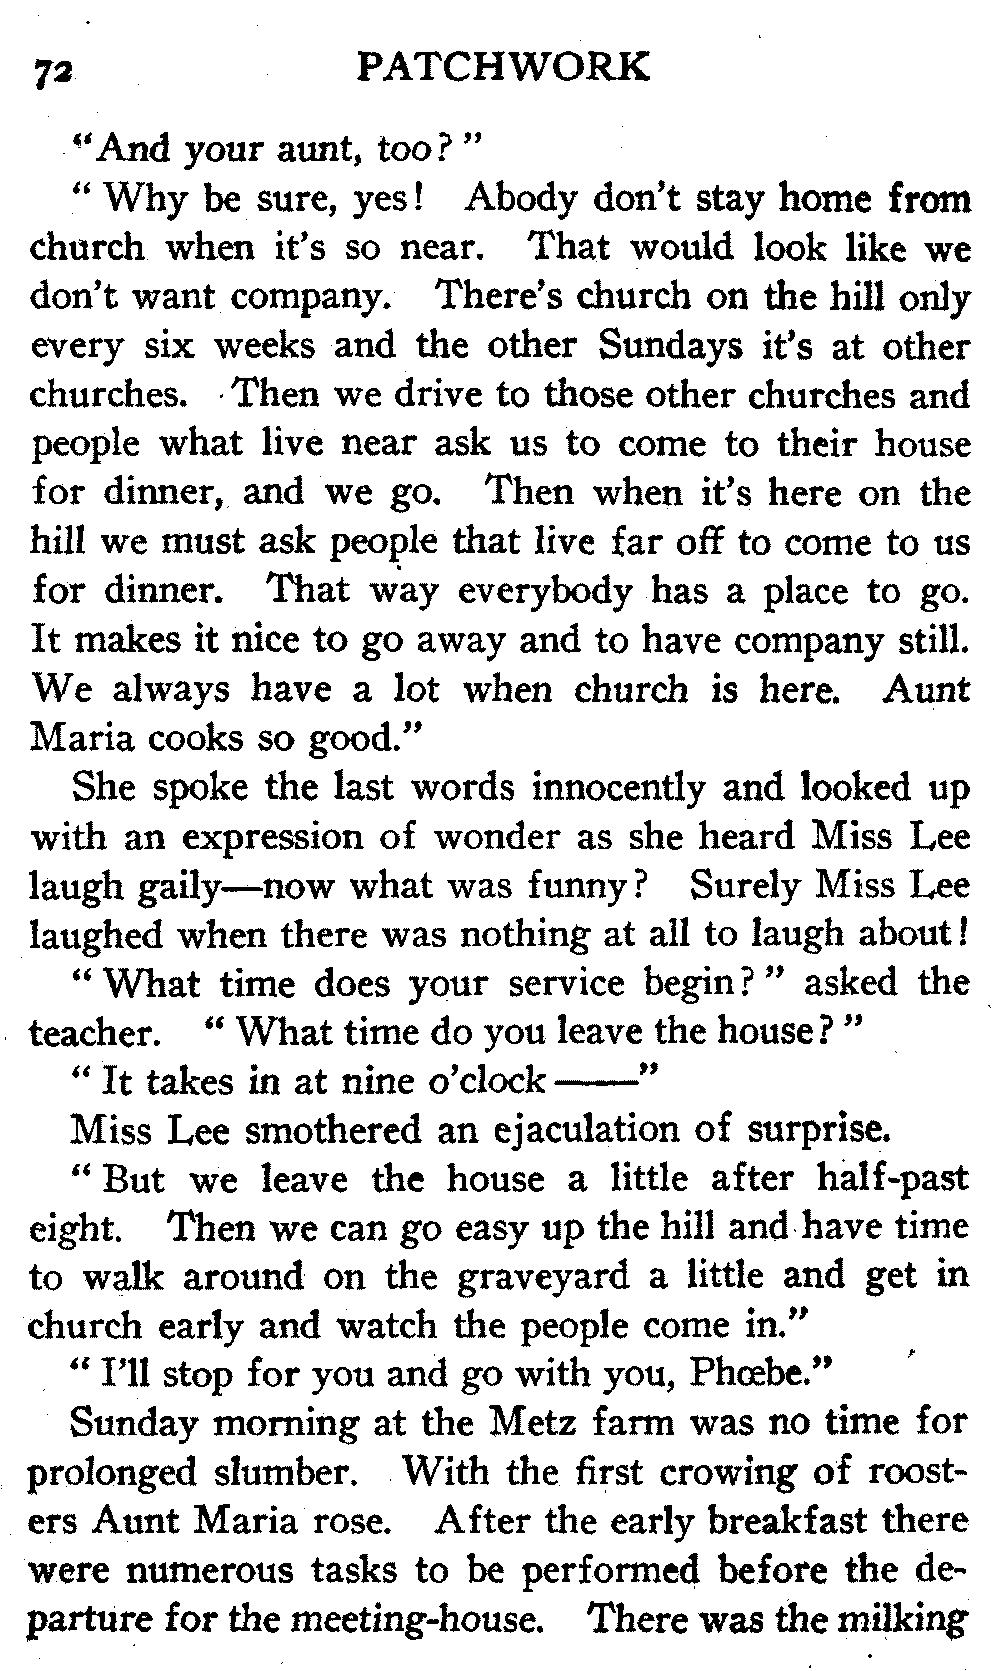 72 PATCHWORK
"And your aunt, too?"
"Why be sure, yes! Abody don't stay home from
church when it's so near. That would look like we
don't want company. There's church on the hill only
every six weeks and the other Sundays it's at other
churches. Then we drive to those other churches and
people what live near ask us to come to their house
for dinner, and we go. Then when it's here on the
hill we must ask people that live far off to come to us
for dinner. That way everybody has a place to go.
It makes it nice to go away and to have company still.
We always have a lot when church is here. Aunt
Maria cooks so good."
She spoke the last words innocently and looked up
with an expression of wonder as she heard Miss Lee
laugh gaily—now what was funny? Surely Miss Lee
laughed when there was nothing at all to laugh about!
"What time does your service begin?" asked the
teacher. "What time do you leave the house?"
"It takes in at nine o'clock ——"
Miss Lee smothered an ejaculation of surprise.
"But we leave the house a little after half-past
eight. Then we can go easy up the hill and have time
to walk around on the graveyard a little and get in
church early and watch the people come in."
"I'll stop for you and go with you, Phœbe."
Sunday morning at the Metz farm was no time for
prolonged slumber. With the first crowing of roost-
ers Aunt Maria rose. After the early breakfast there
were numerous tasks to be performed before the de-
parture for the meeting-house. There was the milking